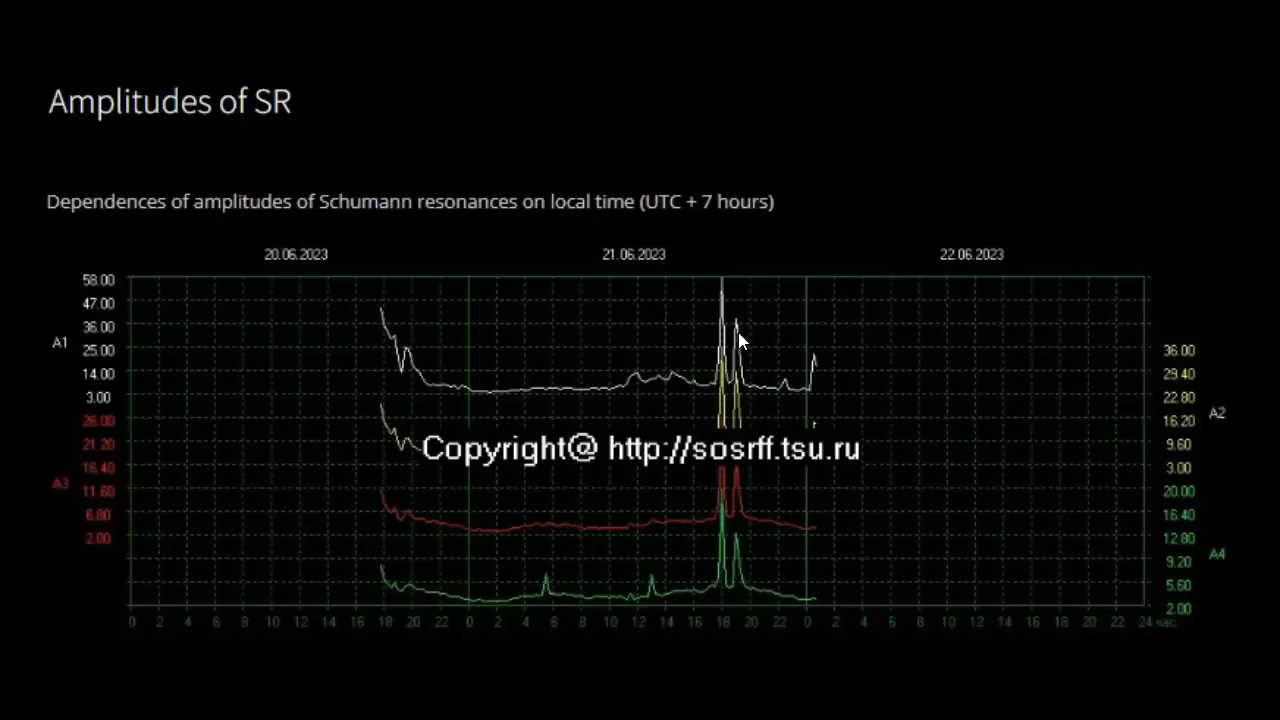 Amplitudes of SR
Dependences of amplitudes of Schumann resonances on local time (UTC + 7 hours)
20.06.2023 21.06.2023 22.06.2023
58.00
47.00
36.00
A1
25.00
14.00
3.00
26.00
21.20
16.40
A3
11.60
6.80
2.00
36.00
29.40
22.80
A2
16.20
9.60
3.00
20.00
16.40
12.80
A4
9.20
5.60
2.00
Copyright@ http://sosrff.tsu.ru
0 2 4 6 8 10 12 14 16 18 20 22 0 2 4 6 8 10 12 14 16 18 20 22 0 2 4 6 8 10 12 14 16 18 20 22 24 час